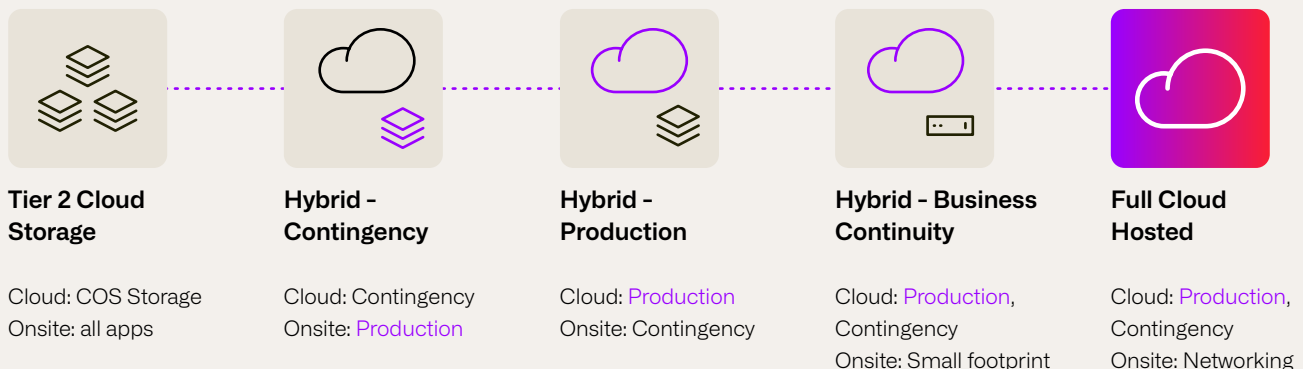 Tier 2 Cloud
Storage
Cloud: COS Storage
Onsite: all apps
Hybrid -
Contingency
Cloud: Contingency
Onsite: Production
Hybrid -
Production
Cloud: Production
Onsite: Contingency
Hybrid - Business
Continuity
Cloud: Production,
Contingency
Onsite: Small footprint
Full Cloud
Hosted
Cloud: Production,
Contingency
Onsite: Networking